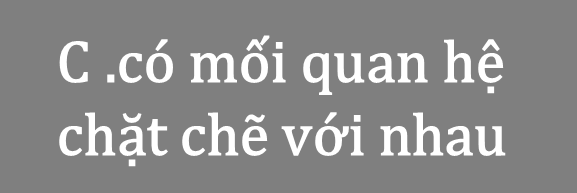 C .có mối quan hệ
chặt chẽ với nhau